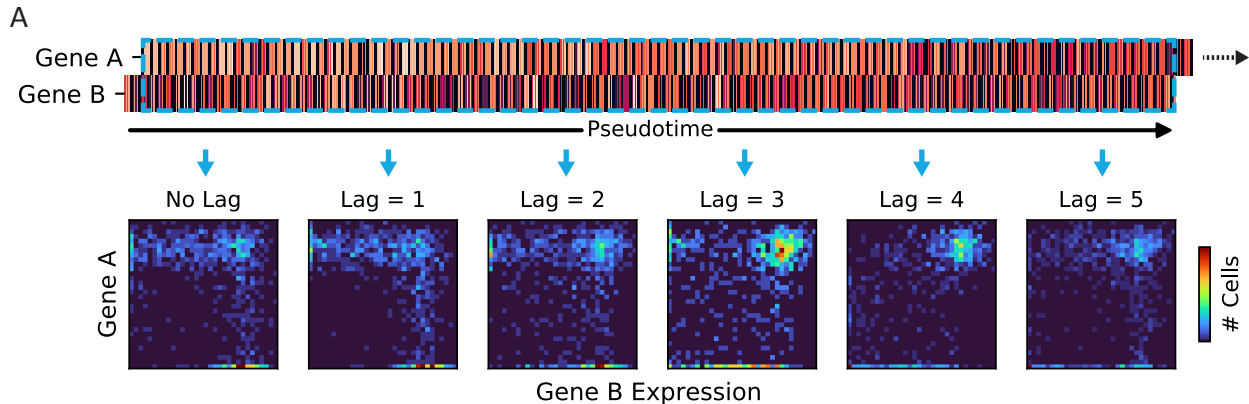 A
Gene A
Gene B
Pseudotime
No Lag
Lag = 1
Lag = 2
Lag = 3
Lag = 4
Lag = 5
Gene A
# Cells
Gene B Expression